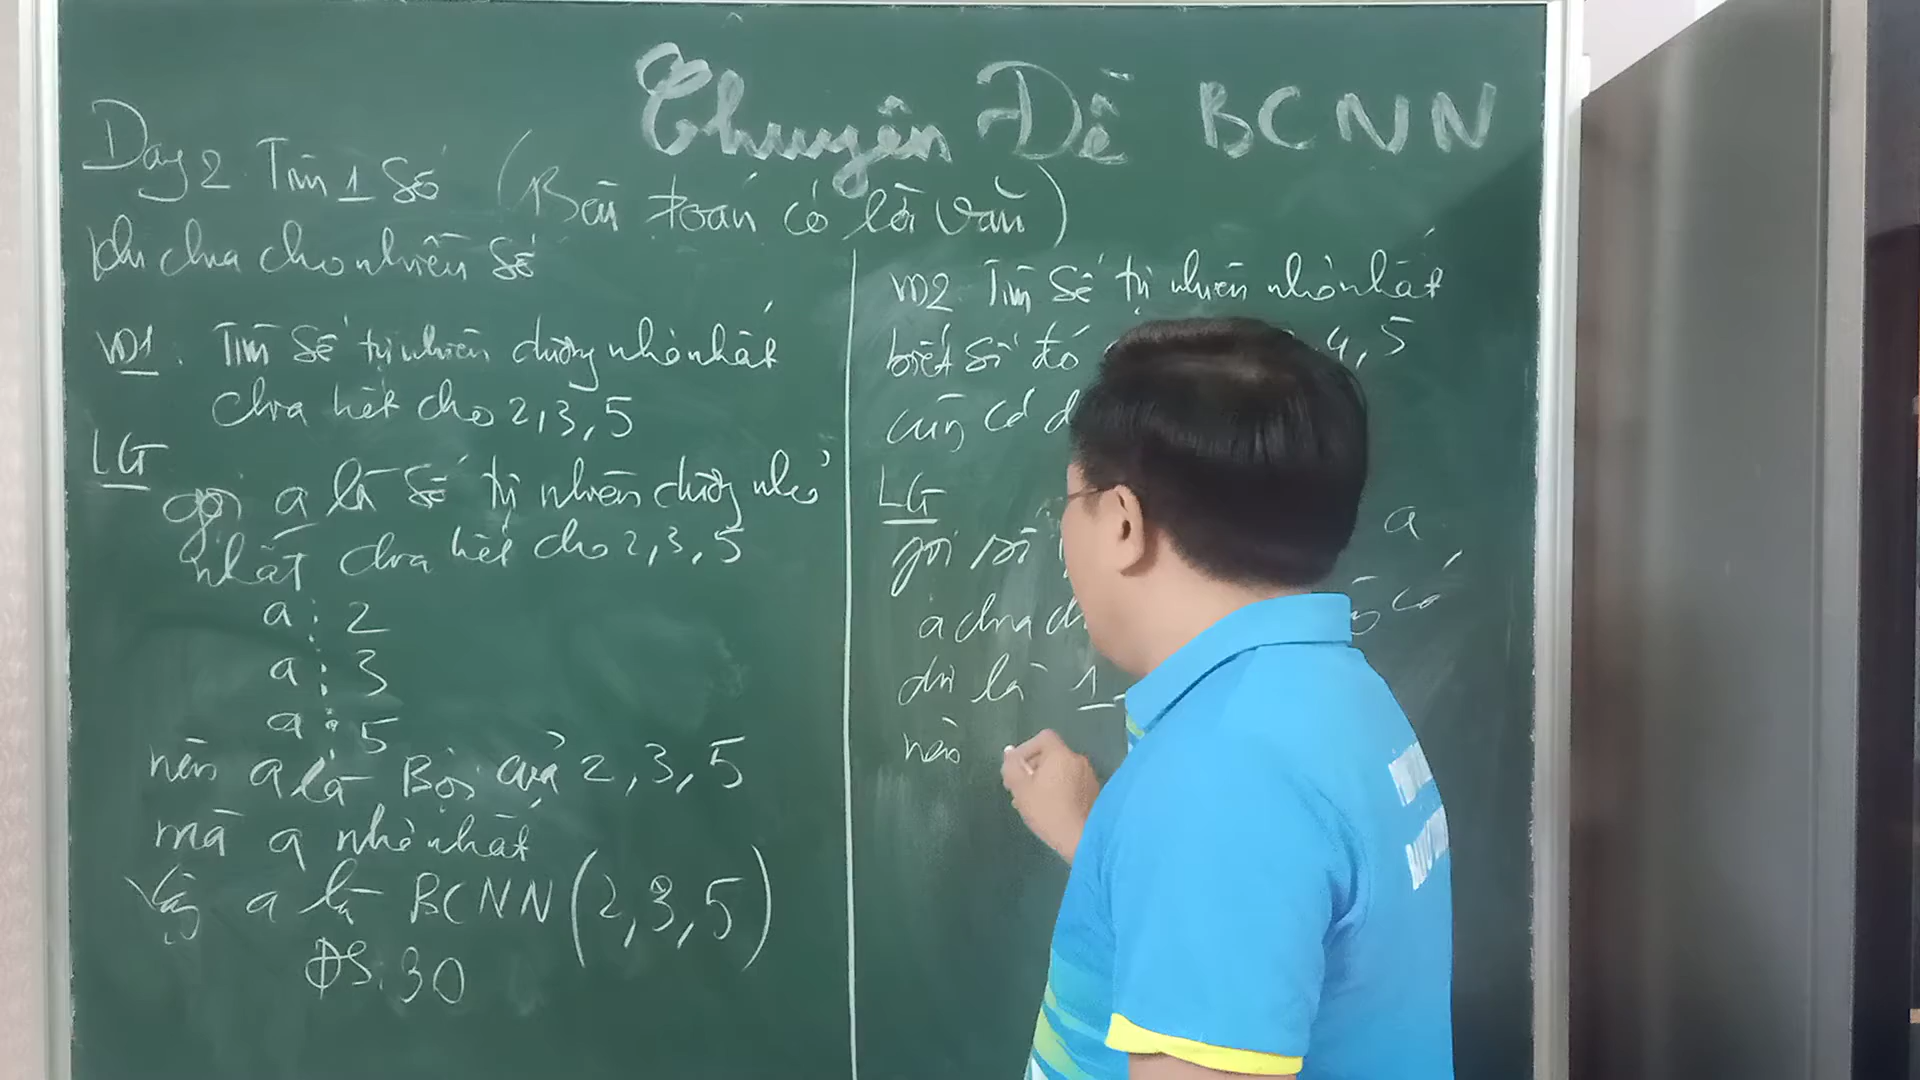 Chuyên Đề BCNN
Dạng 2 Tìm 1 số (Bài toán có lời văn)
khi chia cho nhiều số
VD1. Tìm số tự nhiên dương nhỏ nhất
chia hết cho 2,3,5
LG
gọi a là số tự nhiên dương nhỏ
nhất chia hết cho 2,3,5
a ⋮ 2
a ⋮ 3
a ⋮ 5
nên a là Bội của 2,3,5
mà a nhỏ nhất
Vậy a là BCNN(2,3,5)
ĐS:30
VD2. Tìm số tự nhiên nhỏ nhất
biết số đó 4,5
cũng có
LG
gọi số a,
a chia có
dư là 1
nào